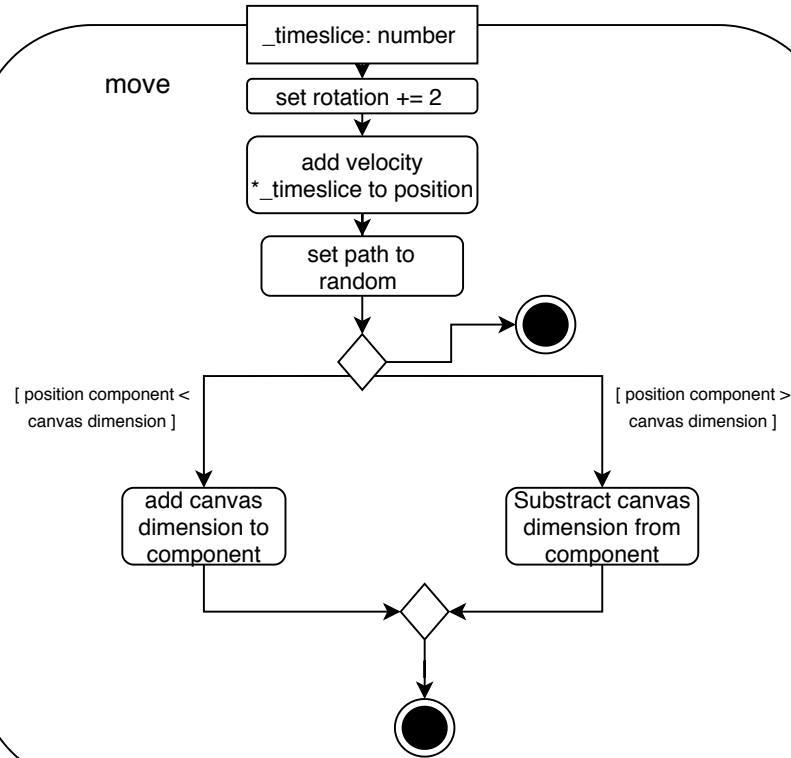 _timeslice: number
move
set rotation += 2
add velocity
*_timeslice to position
set path to
random
[ position component <
canvas dimension ]
[ position component >
canvas dimension ]
add canvas
dimension to
component
Substract canvas
dimension from
component